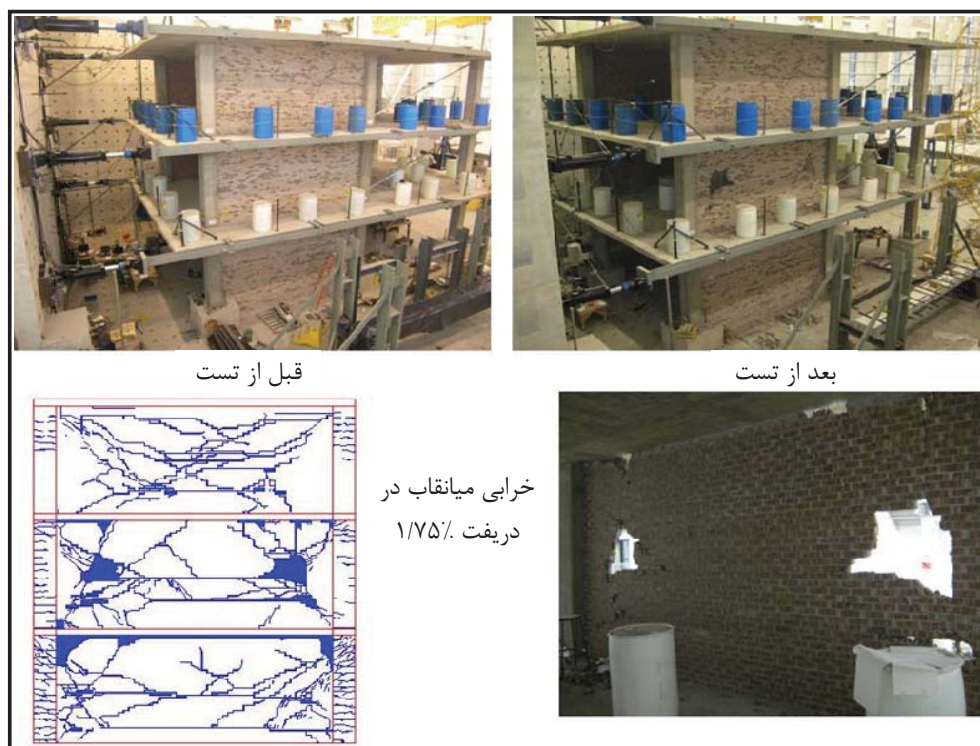 قبل از تست
بعد از تست
خرابی میانقاب در
دریفت ۱/۷۵٪